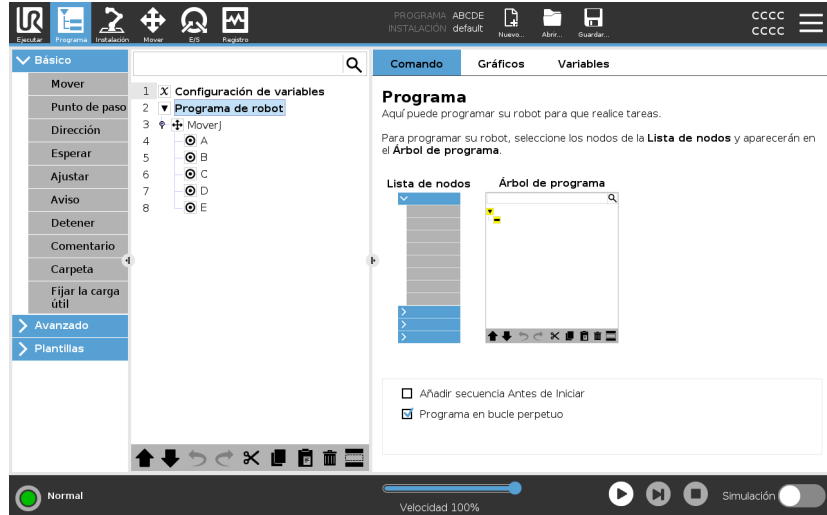 UR
Ejecutar
Programa
Instalación
Mover
E/S
Registro
PROGRAMA ABCDE
INSTALACIÓN default
Nuevo...
Abrir...
Guardar...
cccc
cccc
Básico
Mover
Punto de paso
Dirección
Esperar
Ajustar
Aviso
Detener
Comentario
Carpeta
Fijar la carga
útil
Avanzado
Plantillas
1 X Configuración de variables
2 Programa de robot
3 MoverJ
4 A
5 B
6 C
7 D
8 E
Comando Gráficos Variables
Programa
Aquí puede programar su robot para que realice tareas.
Para programar su robot, seleccione los nodos de la Lista de nodos y aparecerán en
el Árbol de programa.
Lista de nodos Árbol de programa
Añadir secuencia Antes de Iniciar
Programa en bucle perpetuo
Normal
Velocidad 100%
Simulación